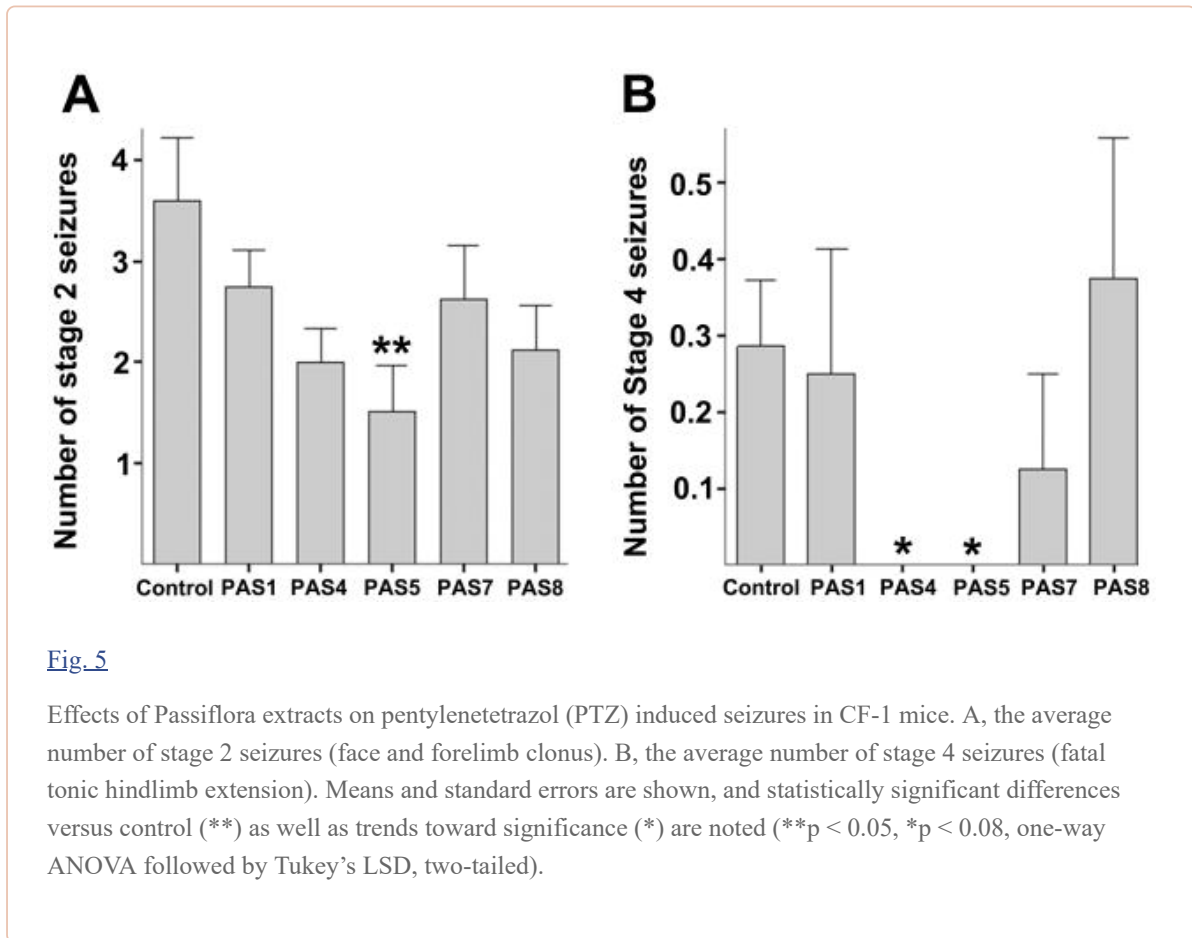 A
Number of stage 2 seizures
4
3
2
1
**
Control PAS1 PAS4 PAS5 PAS7 PAS8
B
Number of Stage 4 seizures
0.5
0.4
0.3
0.2
0.1
* *
Control PAS1 PAS4 PAS5 PAS7 PAS8
Fig. 5
Effects of Passiflora extracts on pentylenetetrazol (PTZ) induced seizures in CF-1 mice. A, the average
number of stage 2 seizures (face and forelimb clonus). B, the average number of stage 4 seizures (fatal
tonic hindlimb extension). Means and standard errors are shown, and statistically significant differences
versus control (**) as well as trends toward significance (*) are noted (**p < 0.05, *p < 0.08, one-way
ANOVA followed by Tukey’s LSD, two-tailed).